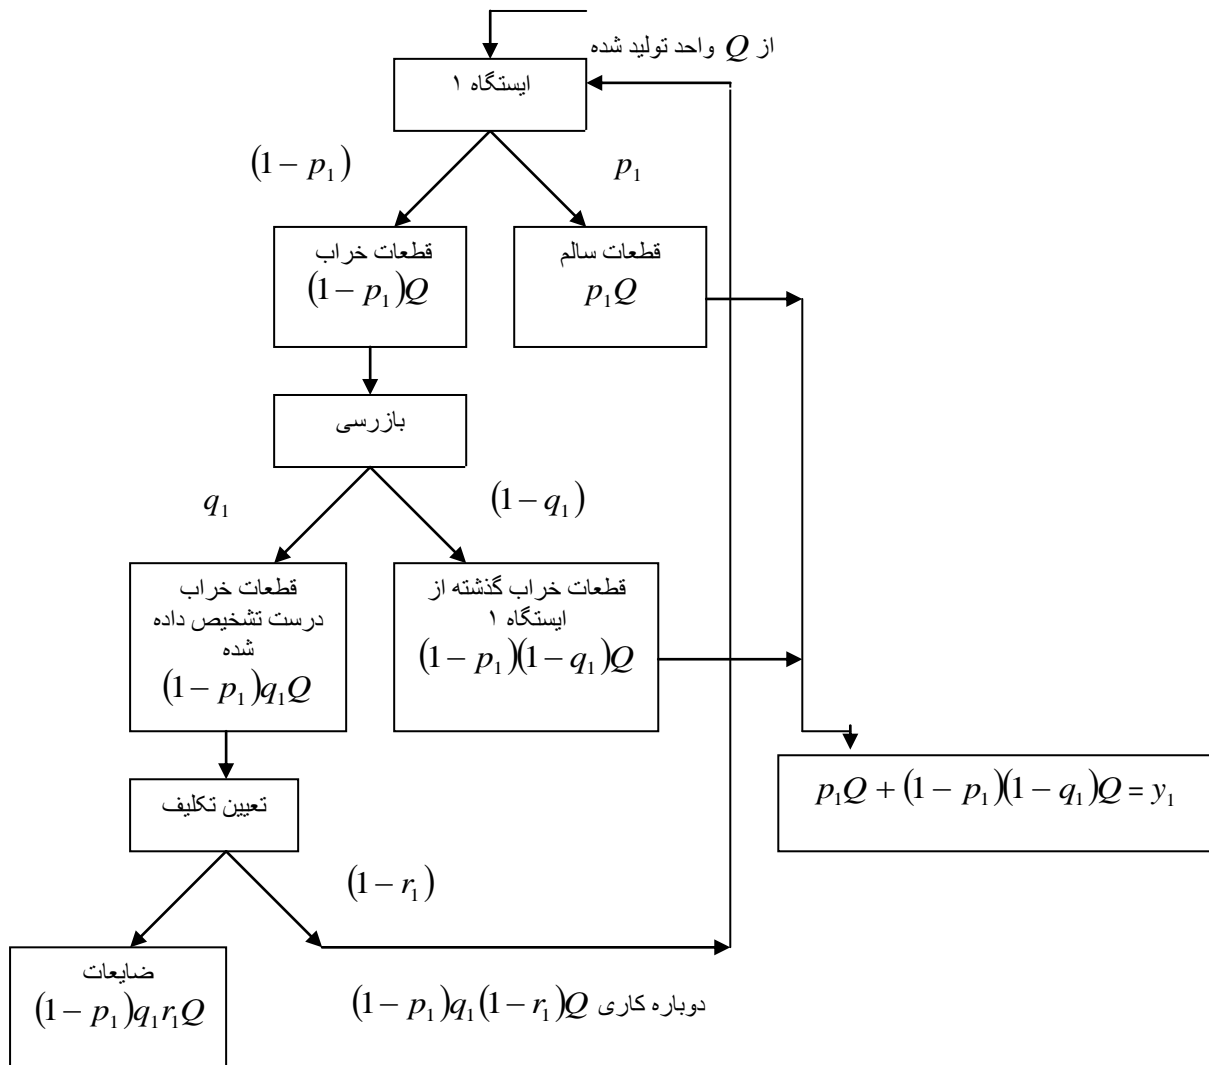 از Q واحد تولید شده
ایستگاه ۱
(1 − p₁)
p₁
قطعات خراب
(1 − p₁)Q
قطعات سالم
p₁Q
بازرسی
q₁
(1 − q₁)
قطعات خراب
درست تشخیص داده
شده
(1 − p₁)q₁Q
قطعات خراب گذشته از
ایستگاه ۱
(1 − p₁)(1 − q₁)Q
p₁Q + (1 − p₁)(1 − q₁)Q = y₁
تعیین تکلیف
(1 − r₁)
ضایعات
(1 − p₁)q₁r₁Q
دوباره کاری (1 − p₁)q₁(1 − r₁)Q